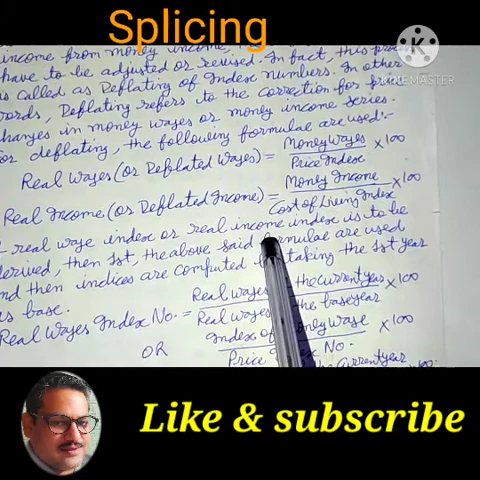 Splicing
income from money income,
have to be adjusted or revised. In fact, this
is called as Deflating of Index Numbers. In other
words, Deflating refers to the correction for price
changes in money wages or money income series.
For deflating, the following formulae are used:-
Real Wages (or Deflated Wages) = Money Wages / Price Index × 100
Real Income (or Deflated Income) = Money Income / Cost of Living Index × 100
real wage index or real income index is to be
derived, then 1st, the above said formulae are used
and then indices are computed taking the 1st year
as base.
Real Wages Index No. = Real wages the current year / Real Wages the base year × 100
OR Index of Money Wage / Price Index No. × 100
the current year
KINEMASTER
Like & subscribe